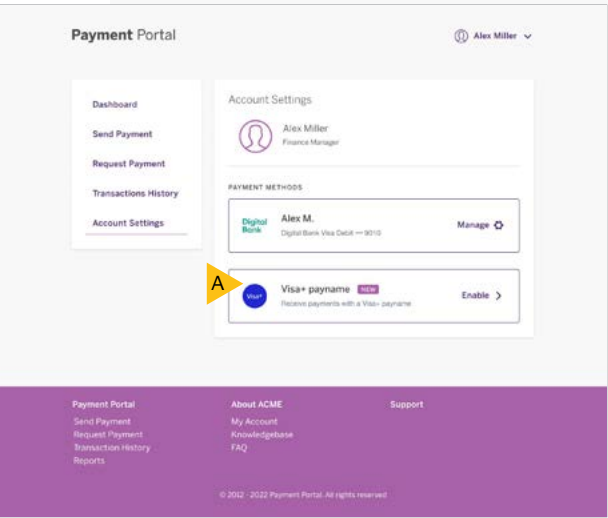 Payment Portal
Alex Miller
Dashboard
Send Payment
Request Payment
Transactions History
Account Settings
Account Settings
Alex Miller
Finance Manager
PAYMENT METHODS
Digital
Bank
Alex M.
Digital Bank Visa Debit •••• 9010
Manage
A
Visa+
Visa+ payname NEW
Receive payments with a Visa+ payname
Enable
Payment Portal
Send Payment
Request Payment
Transaction History
Reports
About ACME
My Account
Knowledgebase
FAQ
Support
© 2012 - 2022 Payment Portal. All rights reserved